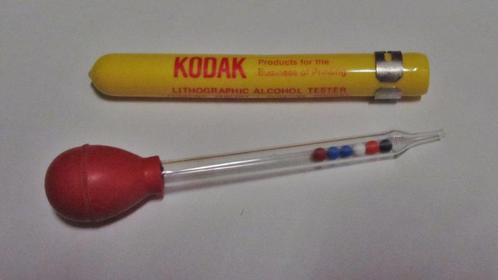 KODAK
Products for the
Business of Printing
LITHOGRAPHIC ALCOHOL TESTER